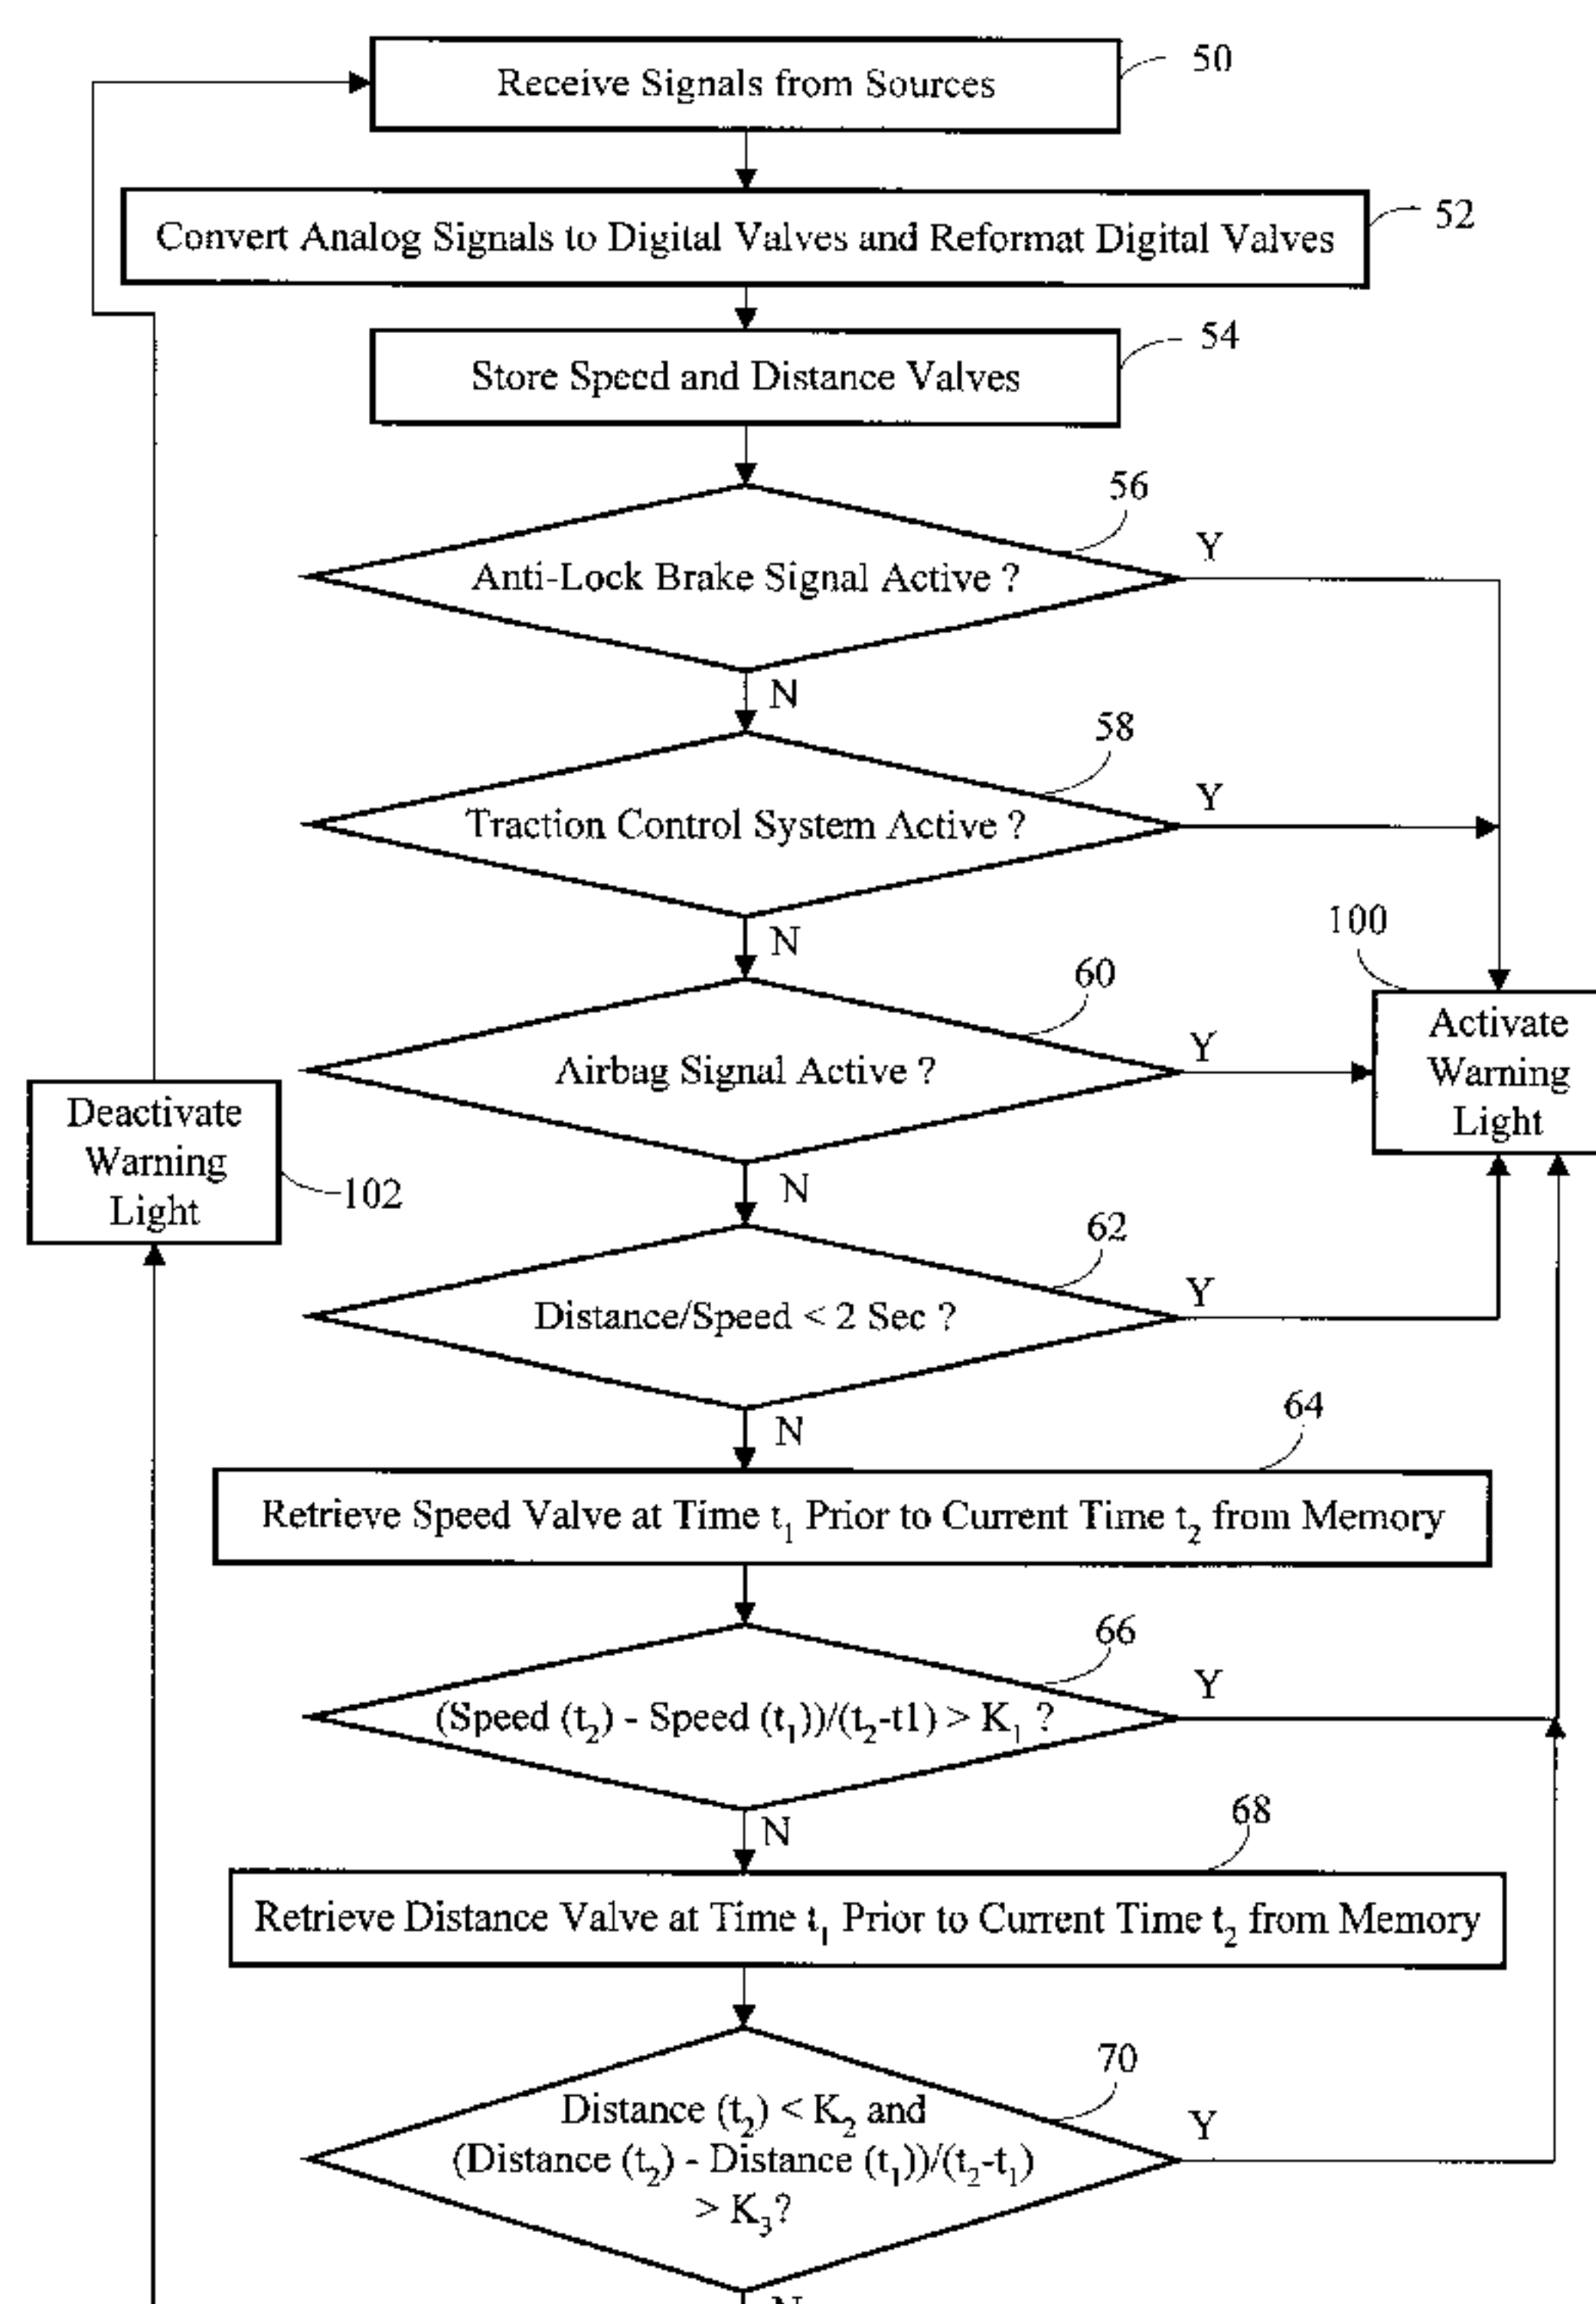 Receive Signals from Sources
50
Convert Analog Signals to Digital Valves and Reformat Digital Valves
52
Store Speed and Distance Valves
54
56
Anti-Lock Brake Signal Active ?
Y
N
58
Traction Control System Active ?
Y
N
60
Airbag Signal Active ?
Y
100
Activate
Warning
Light
Deactivate
Warning
Light
102
N
62
Distance/Speed < 2 Sec ?
Y
N
64
Retrieve Speed Valve at Time t₁ Prior to Current Time t₂ from Memory
66
(Speed (t₂) - Speed (t₁))/(t₂-t1) > K₁ ?
Y
N
68
Retrieve Distance Valve at Time t₁ Prior to Current Time t₂ from Memory
70
Distance (t₂) < K₂ and
(Distance (t₂) - Distance (t₁))/(t₂-t₁)
> K₃?
Y
N